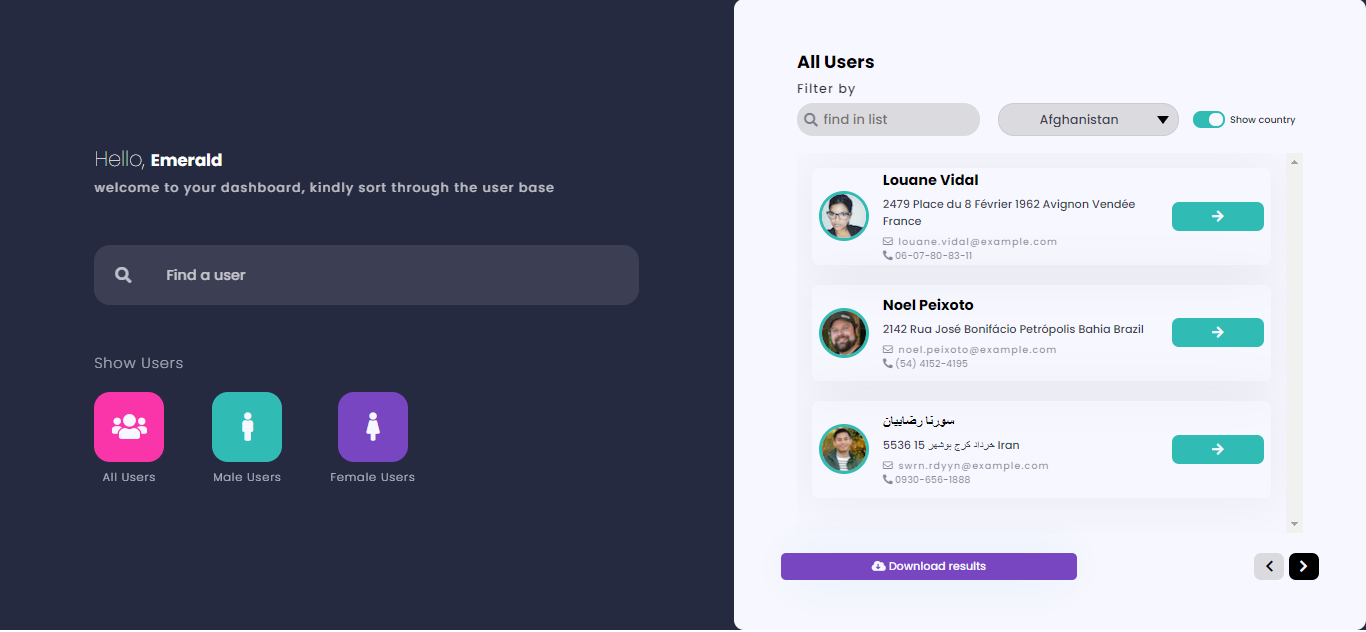 Hello, Emerald
welcome to your dashboard, kindly sort through the user base
Find a user
Show Users
All Users
Male Users
Female Users
All Users
Filter by
find in list
Afghanistan
Show country
Louane Vidal
2479 Place du 8 Février 1962 Avignon Vendée
France
louane.vidal@example.com
06-07-80-83-11
Noel Peixoto
2142 Rua José Bonifácio Petrópolis Bahia Brazil
noel.peixoto@example.com
(54) 4152-4195
سورنا رضاییان
5536 15 خرداد کرج بوشهر Iran
swrn.rdyyn@example.com
0930-656-1888
Download results